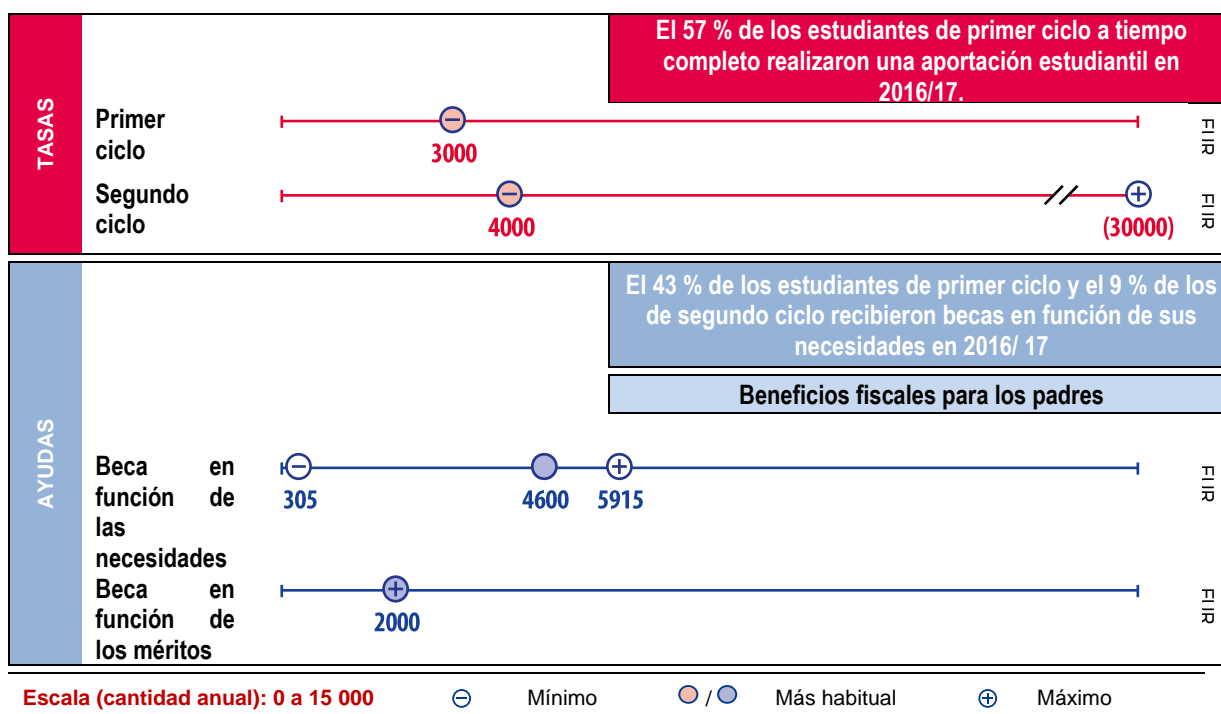 El 57 % de los estudiantes de primer ciclo a tiempo
completo realizaron una aportación estudiantil en
2016/17.
TASAS
Primer
ciclo
3000
Segundo
ciclo
4000
(30000)
El 43 % de los estudiantes de primer ciclo y el 9 % de los
de segundo ciclo recibieron becas en función de sus
necesidades en 2016/ 17
Beneficios fiscales para los padres
AYUDAS
Beca en
función de
las
necesidades
305
4600
5915
Beca en
función de
los méritos
2000
Escala (cantidad anual): 0 a 15 000
Mínimo
/
Más habitual
Máximo